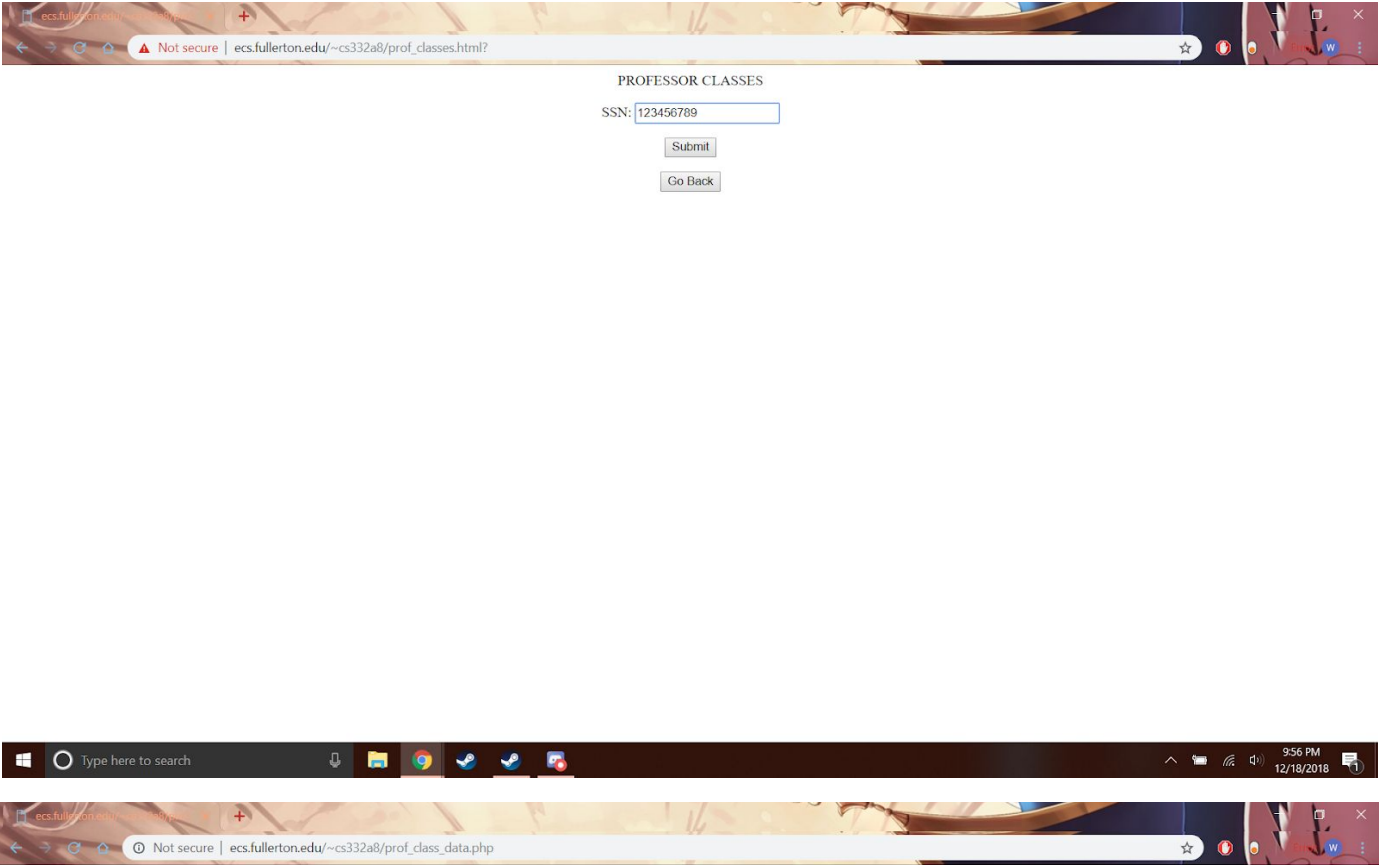 Not secure | ecs.fullerton.edu/~cs332a8/prof_classes.html?
PROFESSOR CLASSES
SSN: 123456789
Submit
Go Back
Type here to search
9:56 PM
12/18/2018
1
Not secure | ecs.fullerton.edu/~cs332a8/prof_class_data.php
W